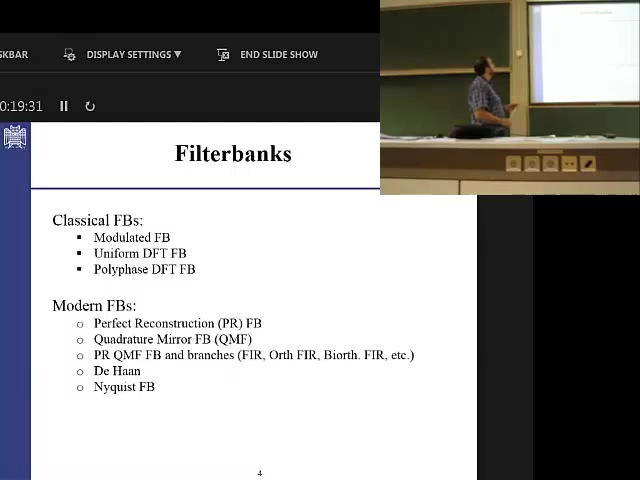 SKBAR
DISPLAY SETTINGS ▼
END SLIDE SHOW
0:19:31
Filterbanks
Classical FBs:
▪ Modulated FB
▪ Uniform DFT FB
▪ Polyphase DFT FB
Modern FBs:
o Perfect Reconstruction (PR) FB
o Quadrature Mirror FB (QMF)
o PR QMF FB and branches (FIR, Orth FIR, Biorth. FIR, etc.)
o De Haan
o Nyquist FB
4